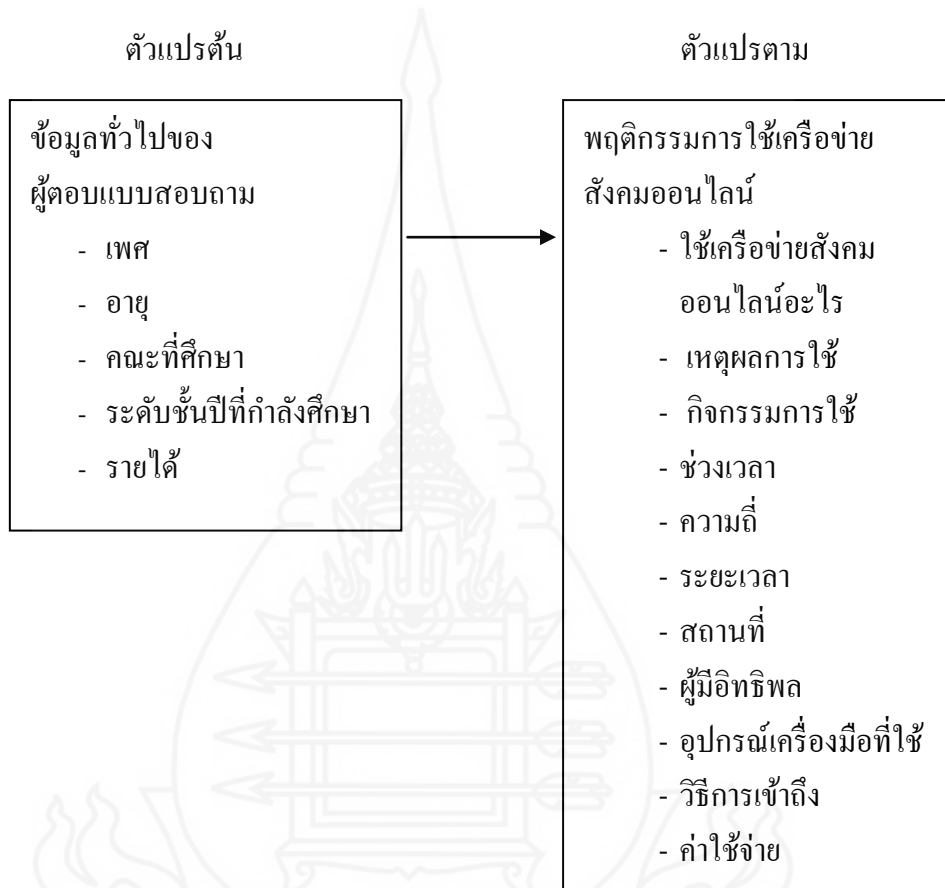 ตัวแปรต้น
ตัวแปรตาม
ข้อมูลทั่วไปของ
ผู้ตอบแบบสอบถาม
- เพศ
- อายุ
- คณะที่ศึกษา
- ระดับชั้นปีที่กำลังศึกษา
- รายได้
พฤติกรรมการใช้เครือข่าย
สังคมออนไลน์
- ใช้เครือข่ายสังคม
ออนไลน์อะไร
- เหตุผลการใช้
- กิจกรรมการใช้
- ช่วงเวลา
- ความถี่
- ระยะเวลา
- สถานที่
- ผู้มีอิทธิพล
- อุปกรณ์เครื่องมือที่ใช้
- วิธีการเข้าถึง
- ค่าใช้จ่าย